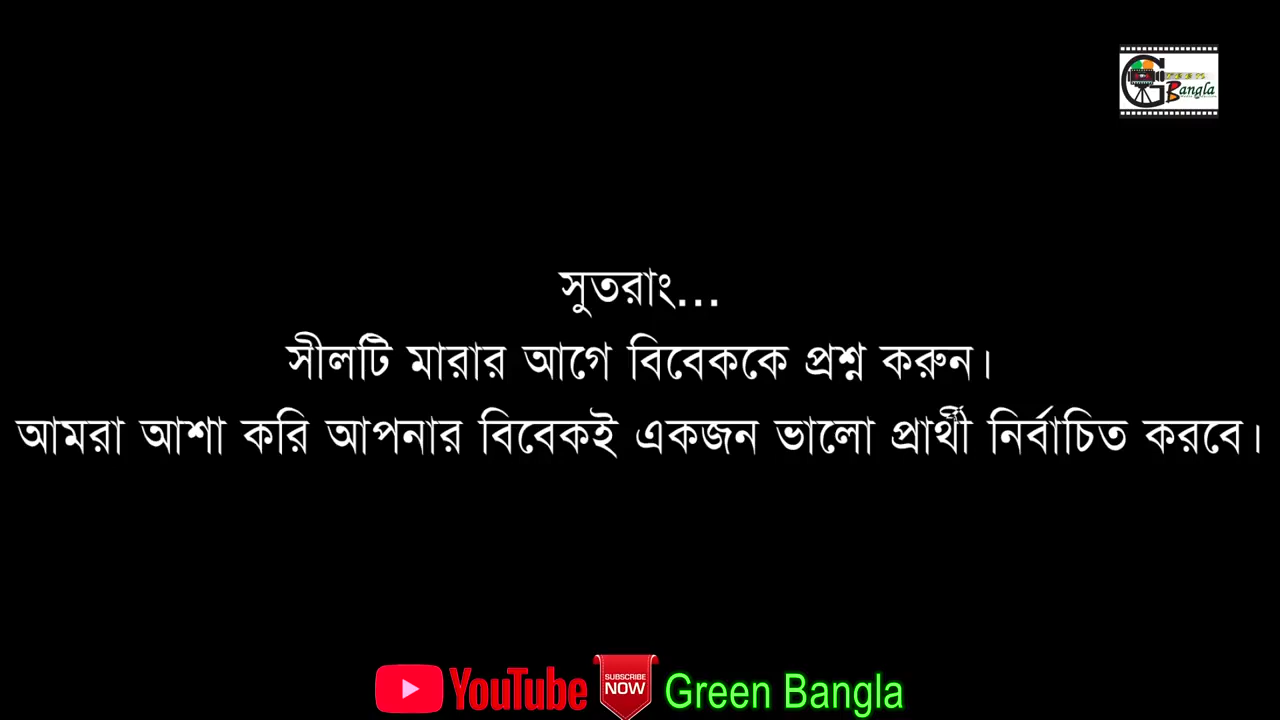 Green
Bangla
সুতরাং...
সীলটি মারার আগে বিবেককে প্রশ্ন করুন।
আমরা আশা করি আপনার বিবেকই একজন ভালো প্রার্থী নির্বাচিত করবে।
YouTube SUBSCRIBE NOW Green Bangla